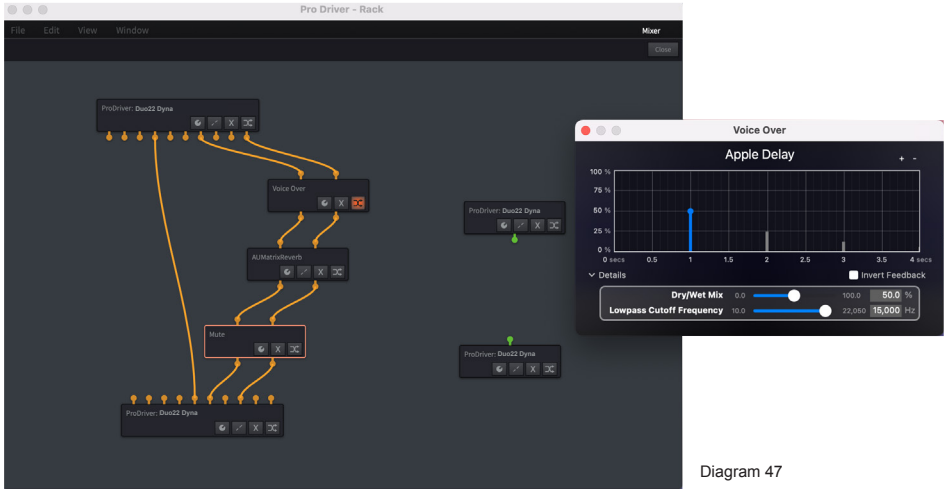 Pro Driver - Rack
File Edit View Window Mixer
Close
ProDriver: Duo22 Dyna
X
Voice Over
X
AUMatrixReverb
X
Mute
X
ProDriver: Duo22 Dyna
X
ProDriver: Duo22 Dyna
X
ProDriver: Duo22 Dyna
X
Voice Over
Apple Delay
+ -
100 %
75 %
50 %
25 %
0 %
0 secs 0.5 1 1.5 2 2.5 3 3.5 4 secs
Details Invert Feedback
Dry/Wet Mix 0.0 100.0 50.0 %
Lowpass Cutoff Frequency 10.0 22,050 15,000 Hz
Diagram 47